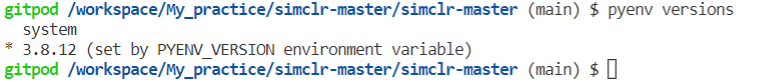 gitpod /workspace/My_practice/simclr-master/simclr-master (main) $ pyenv versions
  system
* 3.8.12 (set by PYENV_VERSION environment variable)
gitpod /workspace/My_practice/simclr-master/simclr-master (main) $